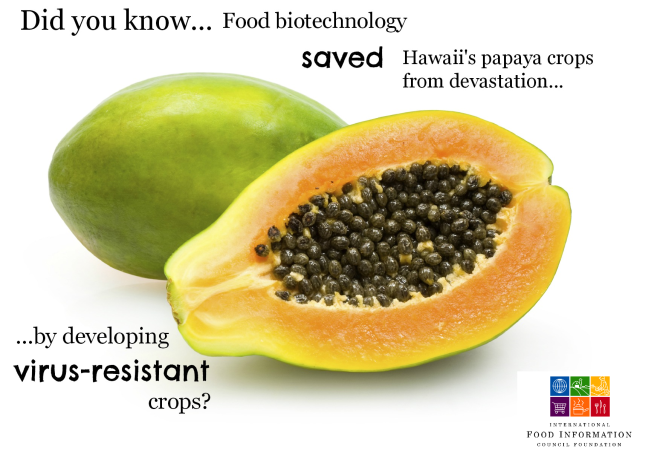 Did you know... Food biotechnology
saved Hawaii's papaya crops
from devastation...
...by developing
virus-resistant
crops?
INTERNATIONAL
FOOD INFORMATION
COUNCIL FOUNDATION